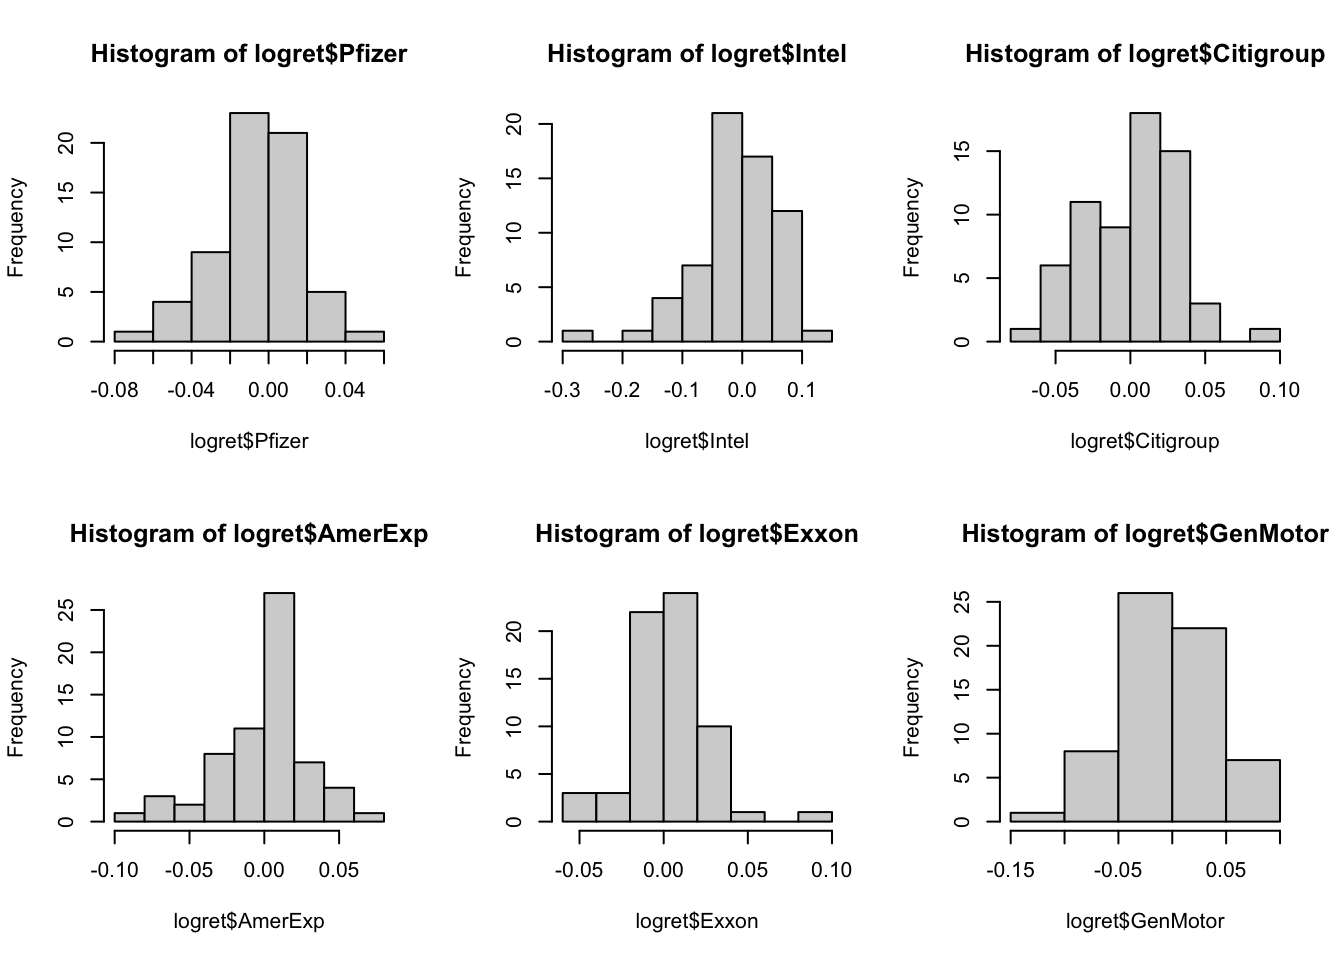 Histogram of logret$Pfizer
Frequency
0 5 10 15 20
-0.08 -0.04 0.00 0.04
logret$Pfizer
Histogram of logret$Intel
Frequency
0 5 10 15 20
-0.3 -0.2 -0.1 0.0 0.1
logret$Intel
Histogram of logret$Citigroup
Frequency
0 5 10 15
-0.05 0.00 0.05 0.10
logret$Citigroup
Histogram of logret$AmerExp
Frequency
0 5 10 15 20 25
-0.10 -0.05 0.00 0.05
logret$AmerExp
Histogram of logret$Exxon
Frequency
0 5 10 15 20
-0.05 0.00 0.05 0.10
logret$Exxon
Histogram of logret$GenMotor
Frequency
0 5 10 15 20 25
-0.15 -0.05 0.05
logret$GenMotor